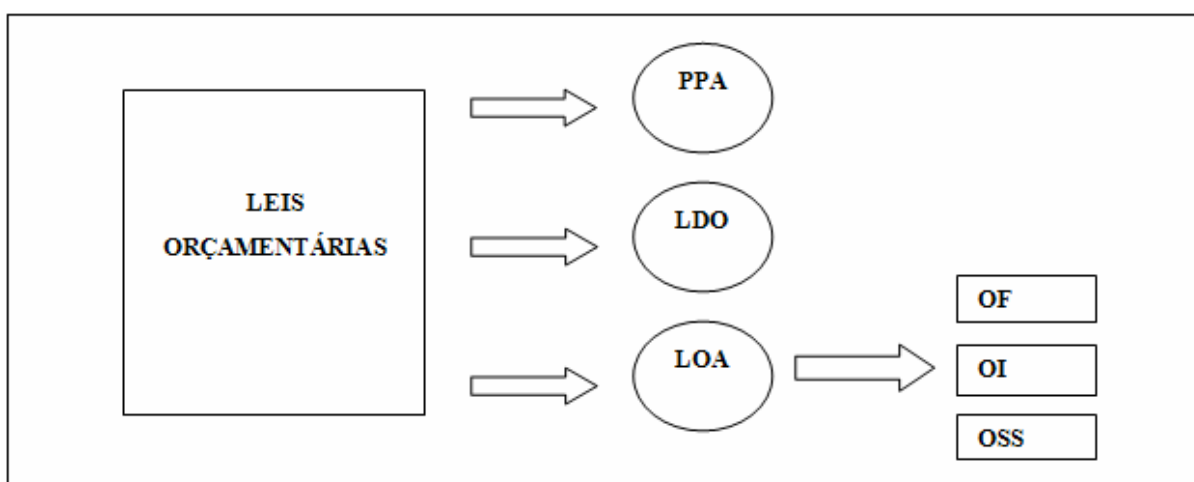 LEIS
ORÇAMENTÁRIAS
PPA
LDO
LOA
OF
OI
OSS